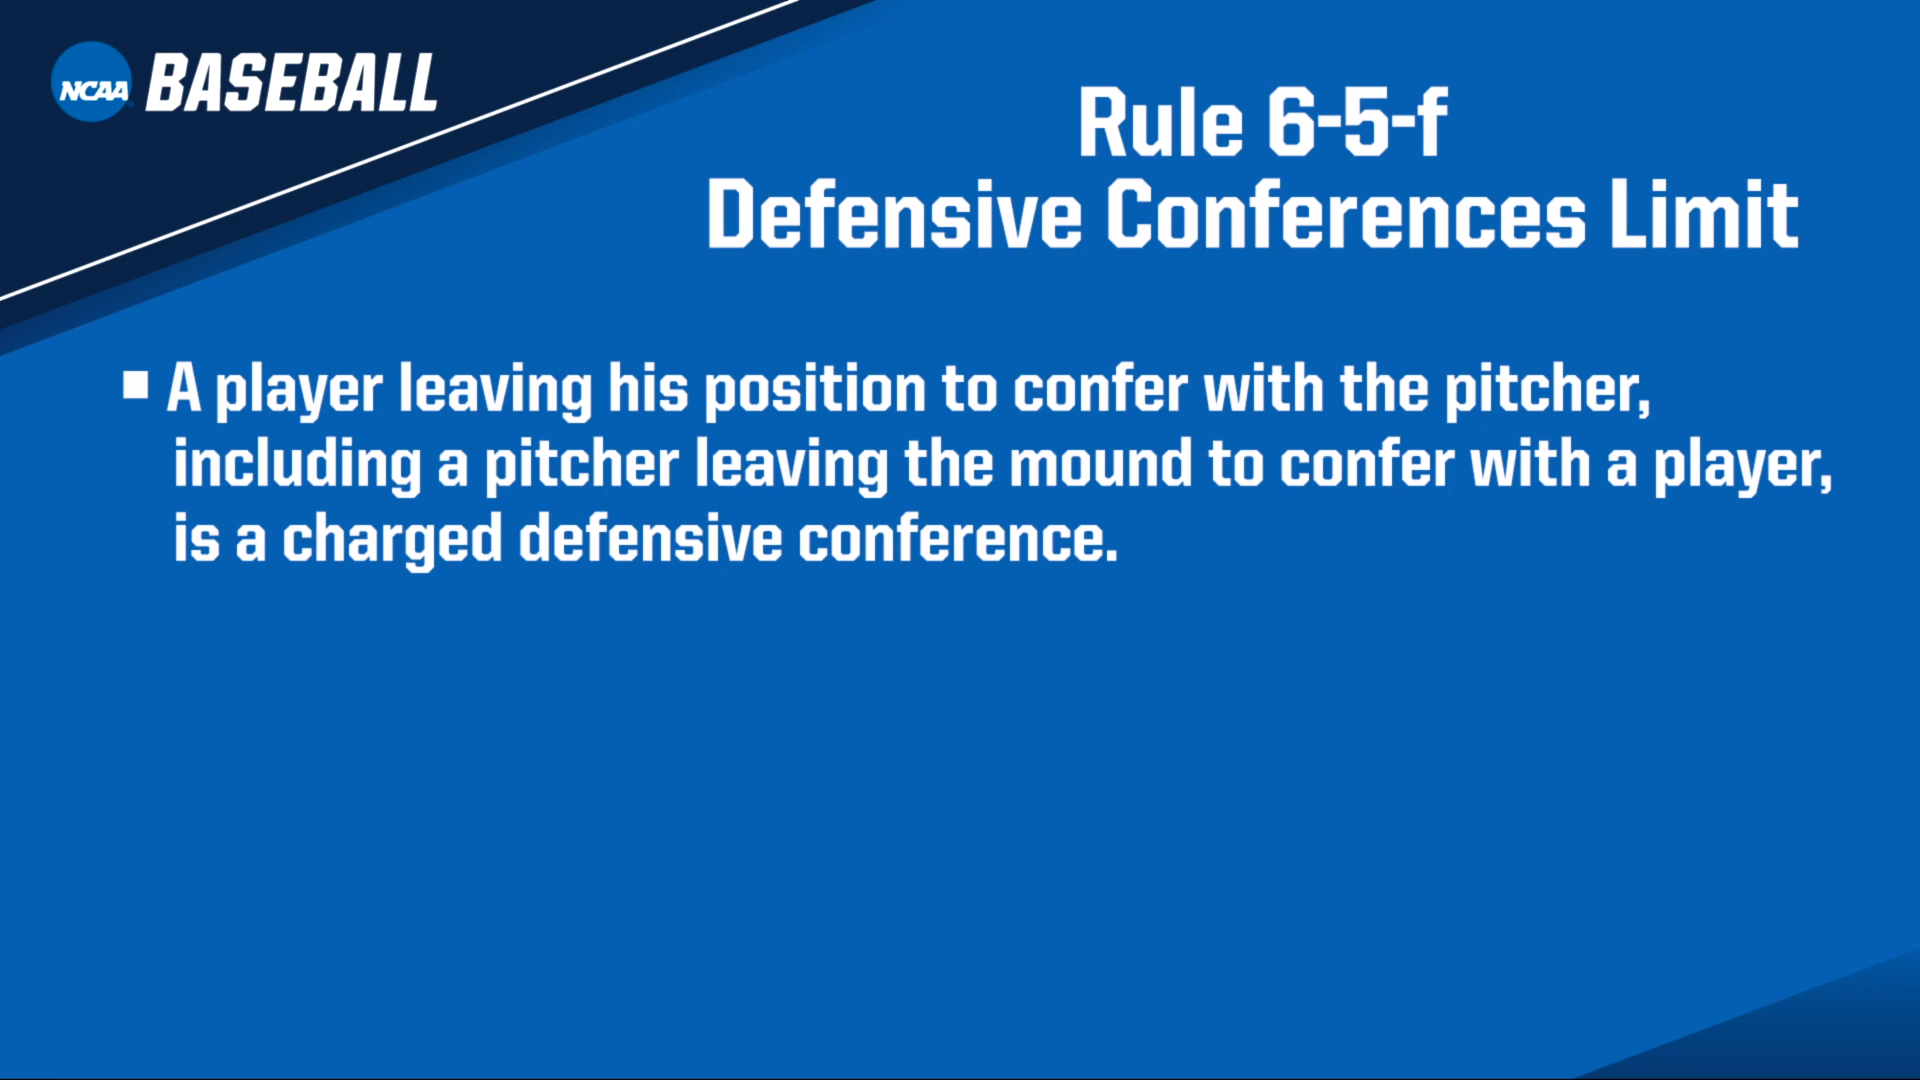 NCAA BASEBALL
Rule 6-5-f
Defensive Conferences Limit
▪ A player leaving his position to confer with the pitcher,
including a pitcher leaving the mound to confer with a player,
is a charged defensive conference.